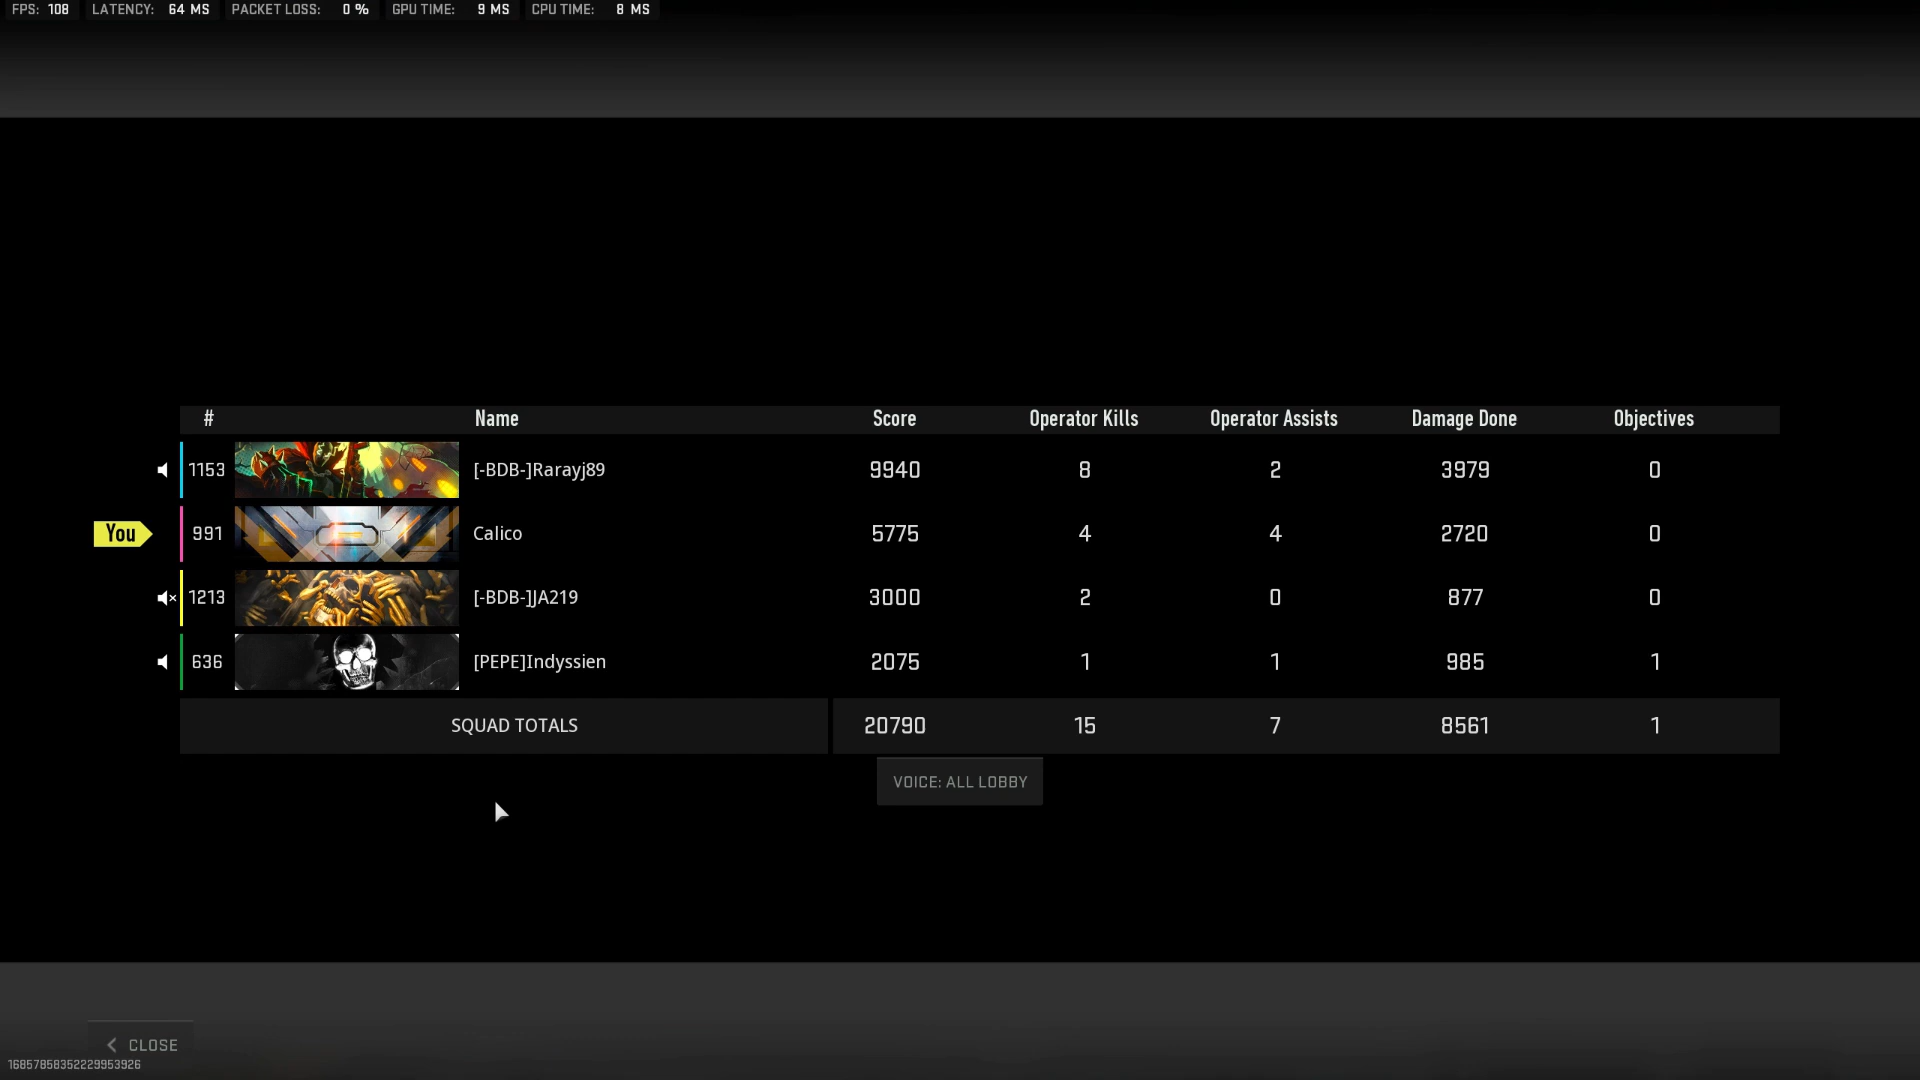 FPS: 108 LATENCY: 64 MS PACKET LOSS: 0 % GPU TIME: 9 MS CPU TIME: 8 MS
# Name Score Operator Kills Operator Assists Damage Done Objectives
1153 [-BDB-]Rarayj89 9940 8 2 3979 0
You 991 Calico 5775 4 4 2720 0
1213 [-BDB-]JA219 3000 2 0 877 0
636 [PEPE]Indyssien 2075 1 1 985 1
SQUAD TOTALS 20790 15 7 8561 1
VOICE: ALL LOBBY
CLOSE
16857858352229953926